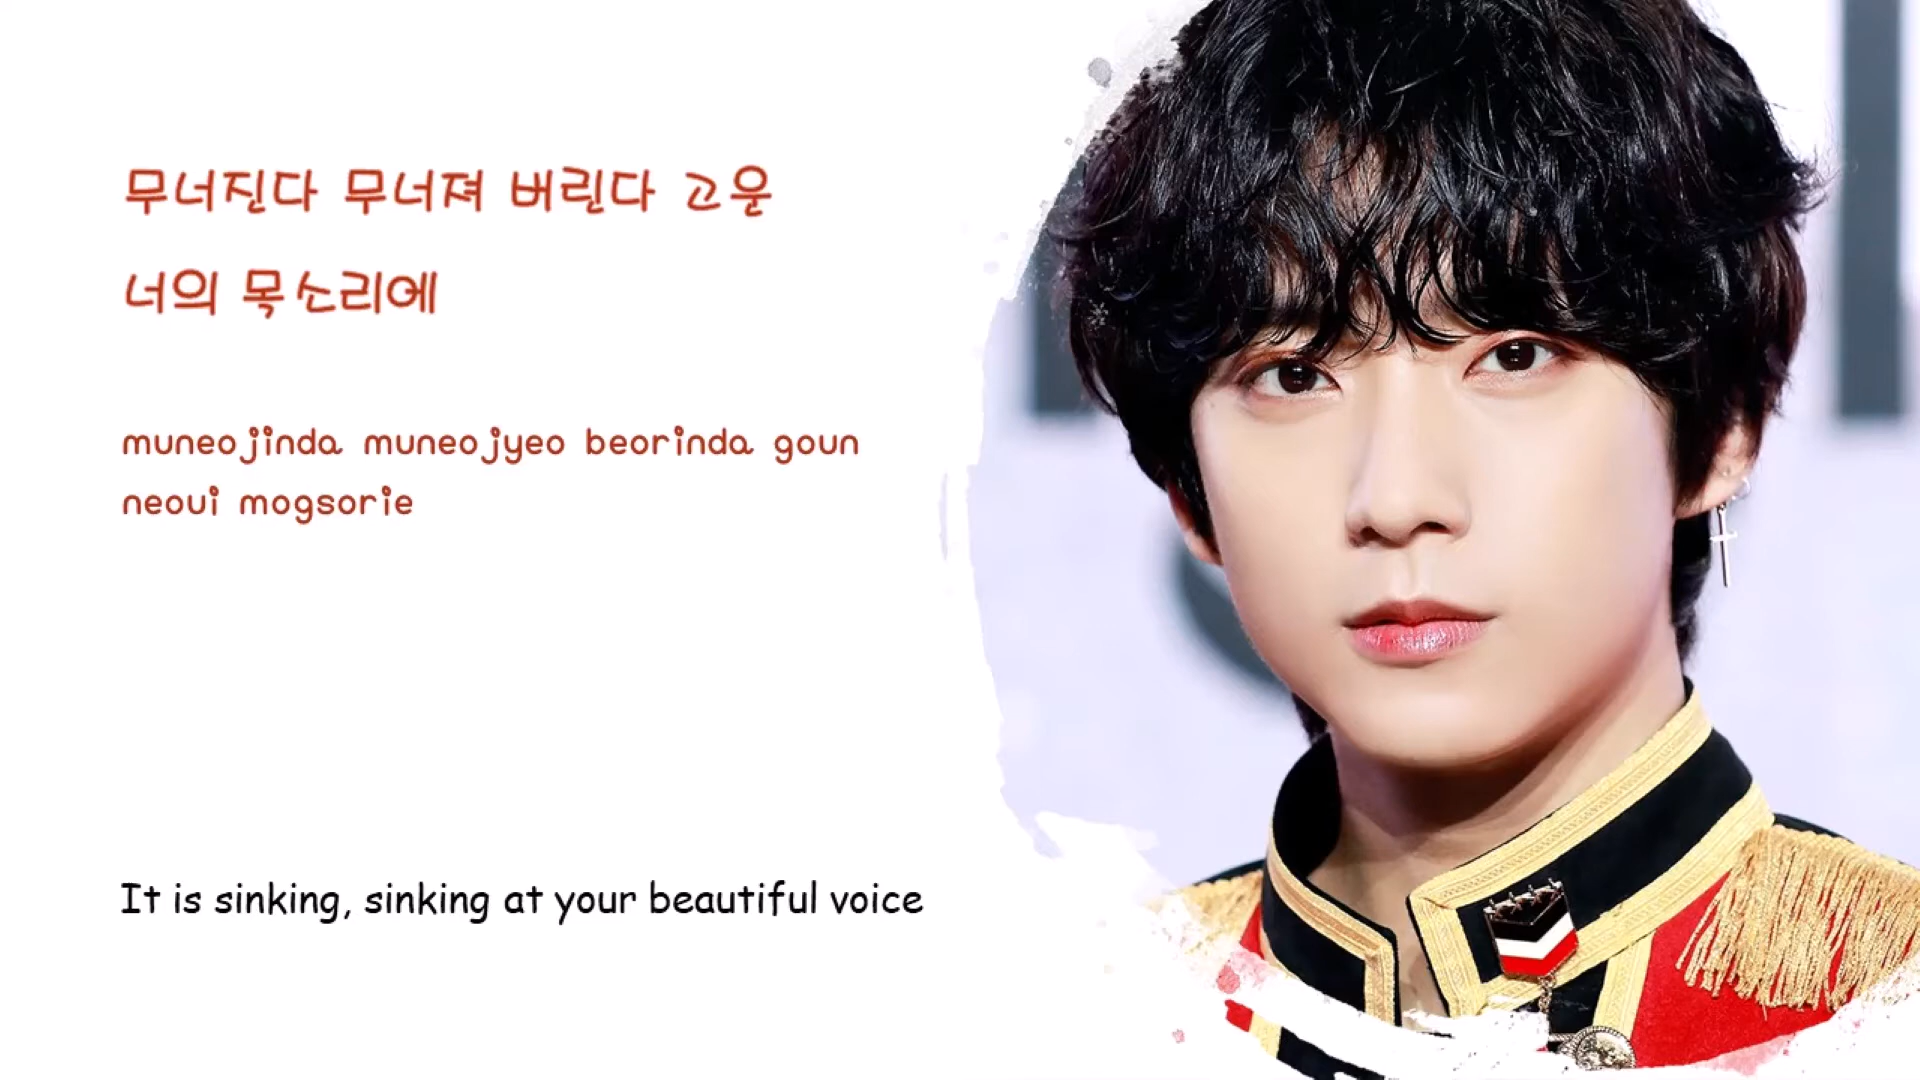 무너진다 무너져 버린다 고운
너의 목소리에
muneojinda muneojyeo beorinda goun
neoui mogsorie
It is sinking, sinking at your beautiful voice